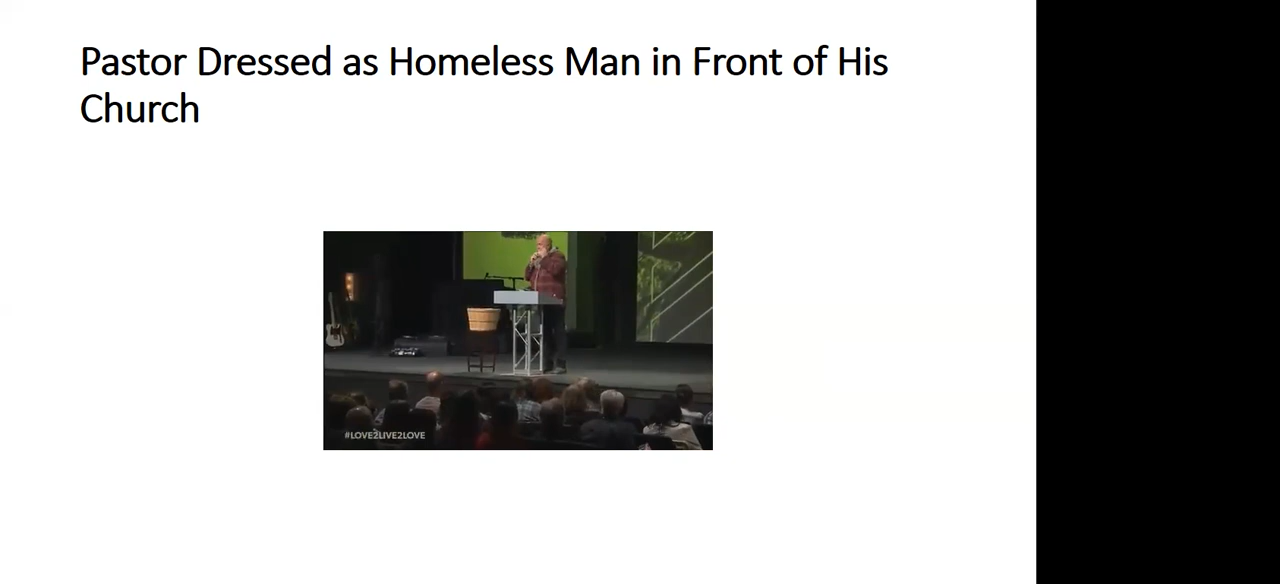 Pastor Dressed as Homeless Man in Front of His
Church
#LOVE2LIVE2LOVE